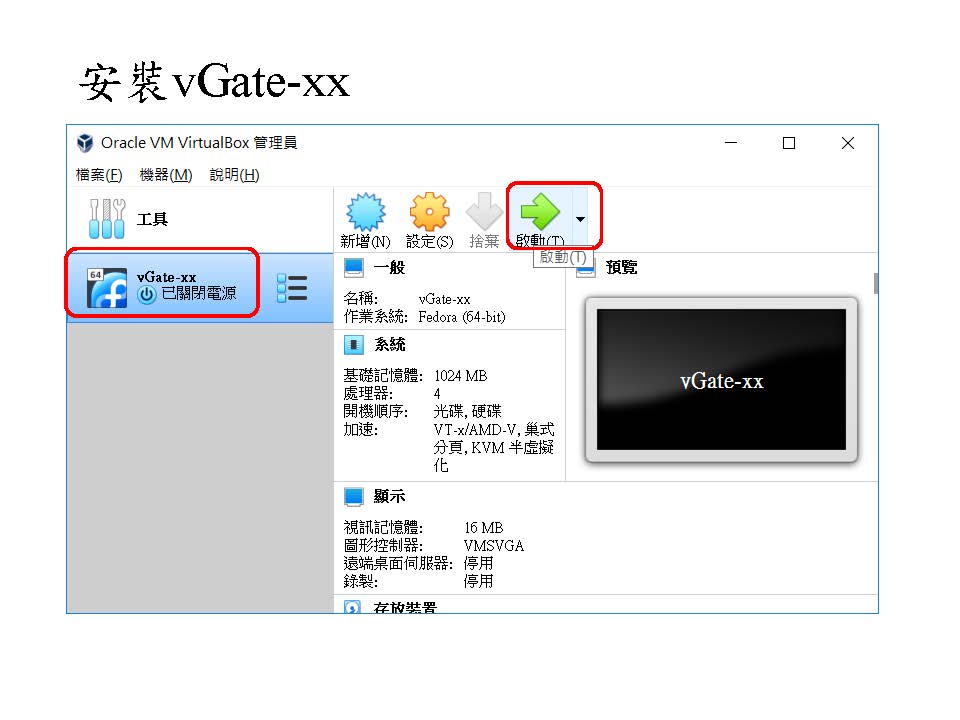 安裝vGate-xx
Oracle VM VirtualBox 管理員
檔案(F) 機器(M) 說明(H)
工具
64
vGate-xx
已關閉電源
新增(N) 設定(S) 捨棄 啟動(T)
啟動(T)
一般
名稱: vGate-xx
作業系統: Fedora (64-bit)
系統
基礎記憶體: 1024 MB
處理器: 4
開機順序: 光碟, 硬碟
加速: VT-x/AMD-V, 巢式
分頁, KVM 半虛擬
化
預覽
vGate-xx
顯示
視訊記憶體: 16 MB
圖形控制器: VMSVGA
遠端桌面伺服器: 停用
錄製: 停用
存放裝置